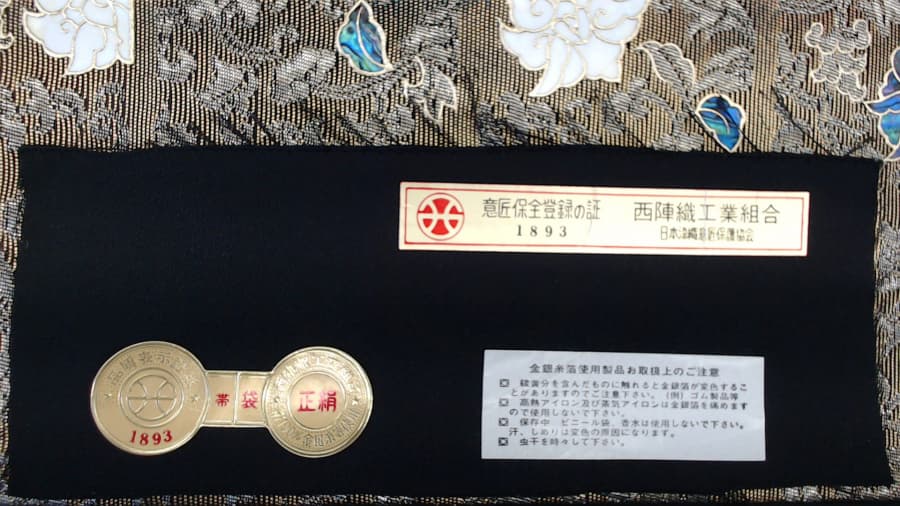 意匠保全登録の証
1893
西陣織工業組合
日本絹織意匠保護協会
1893
帯 袋
正絹
金銀糸箔使用製品お取扱上のご注意
硫黄分を含んだものに触れると金銀箔が変色するこ
とがありますのでご注意下さい。(例)ゴム製品等
高熱アイロン及び蒸気アイロンは金銀箔を痛めます
ので使用しないで下さい。
保存中、ビニール袋、香水は使用しないで下さい。
汗、しめりは変色の原因になります。
虫干を時々して下さい。